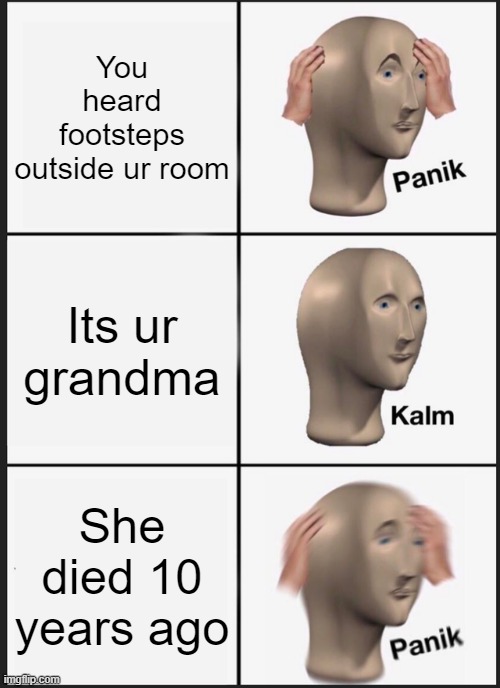 You
heard
footsteps
outside ur room
Panik
Its ur
grandma
Kalm
She
died 10
years ago
Panik
imgflip.com